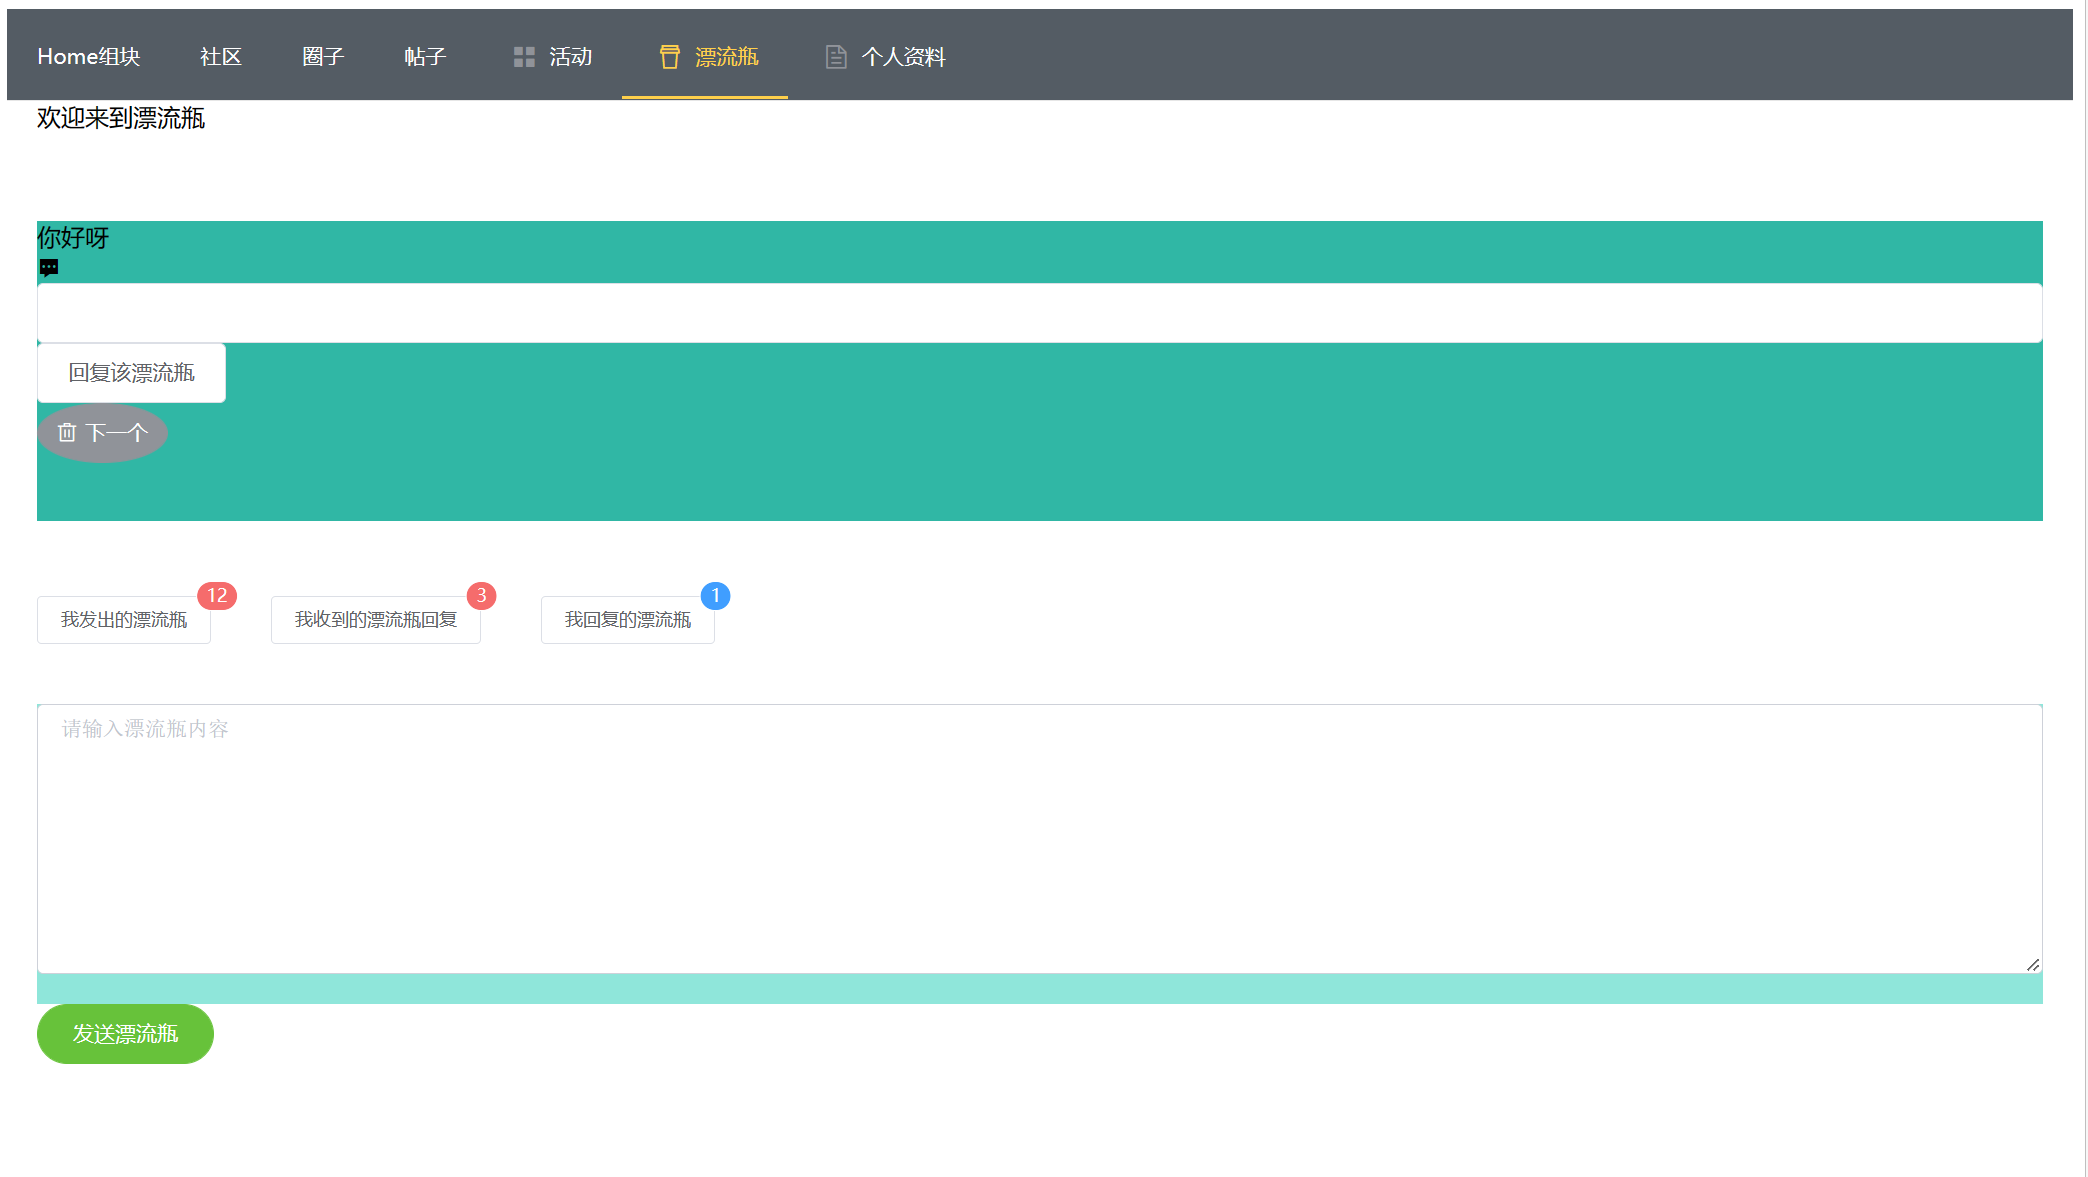 Home组块 社区 圈子 帖子 活动 漂流瓶 个人资料
欢迎来到漂流瓶
你好呀
回复该漂流瓶
下一个
我发出的漂流瓶 12 我收到的漂流瓶回复 3 我回复的漂流瓶 1
请输入漂流瓶内容
发送漂流瓶